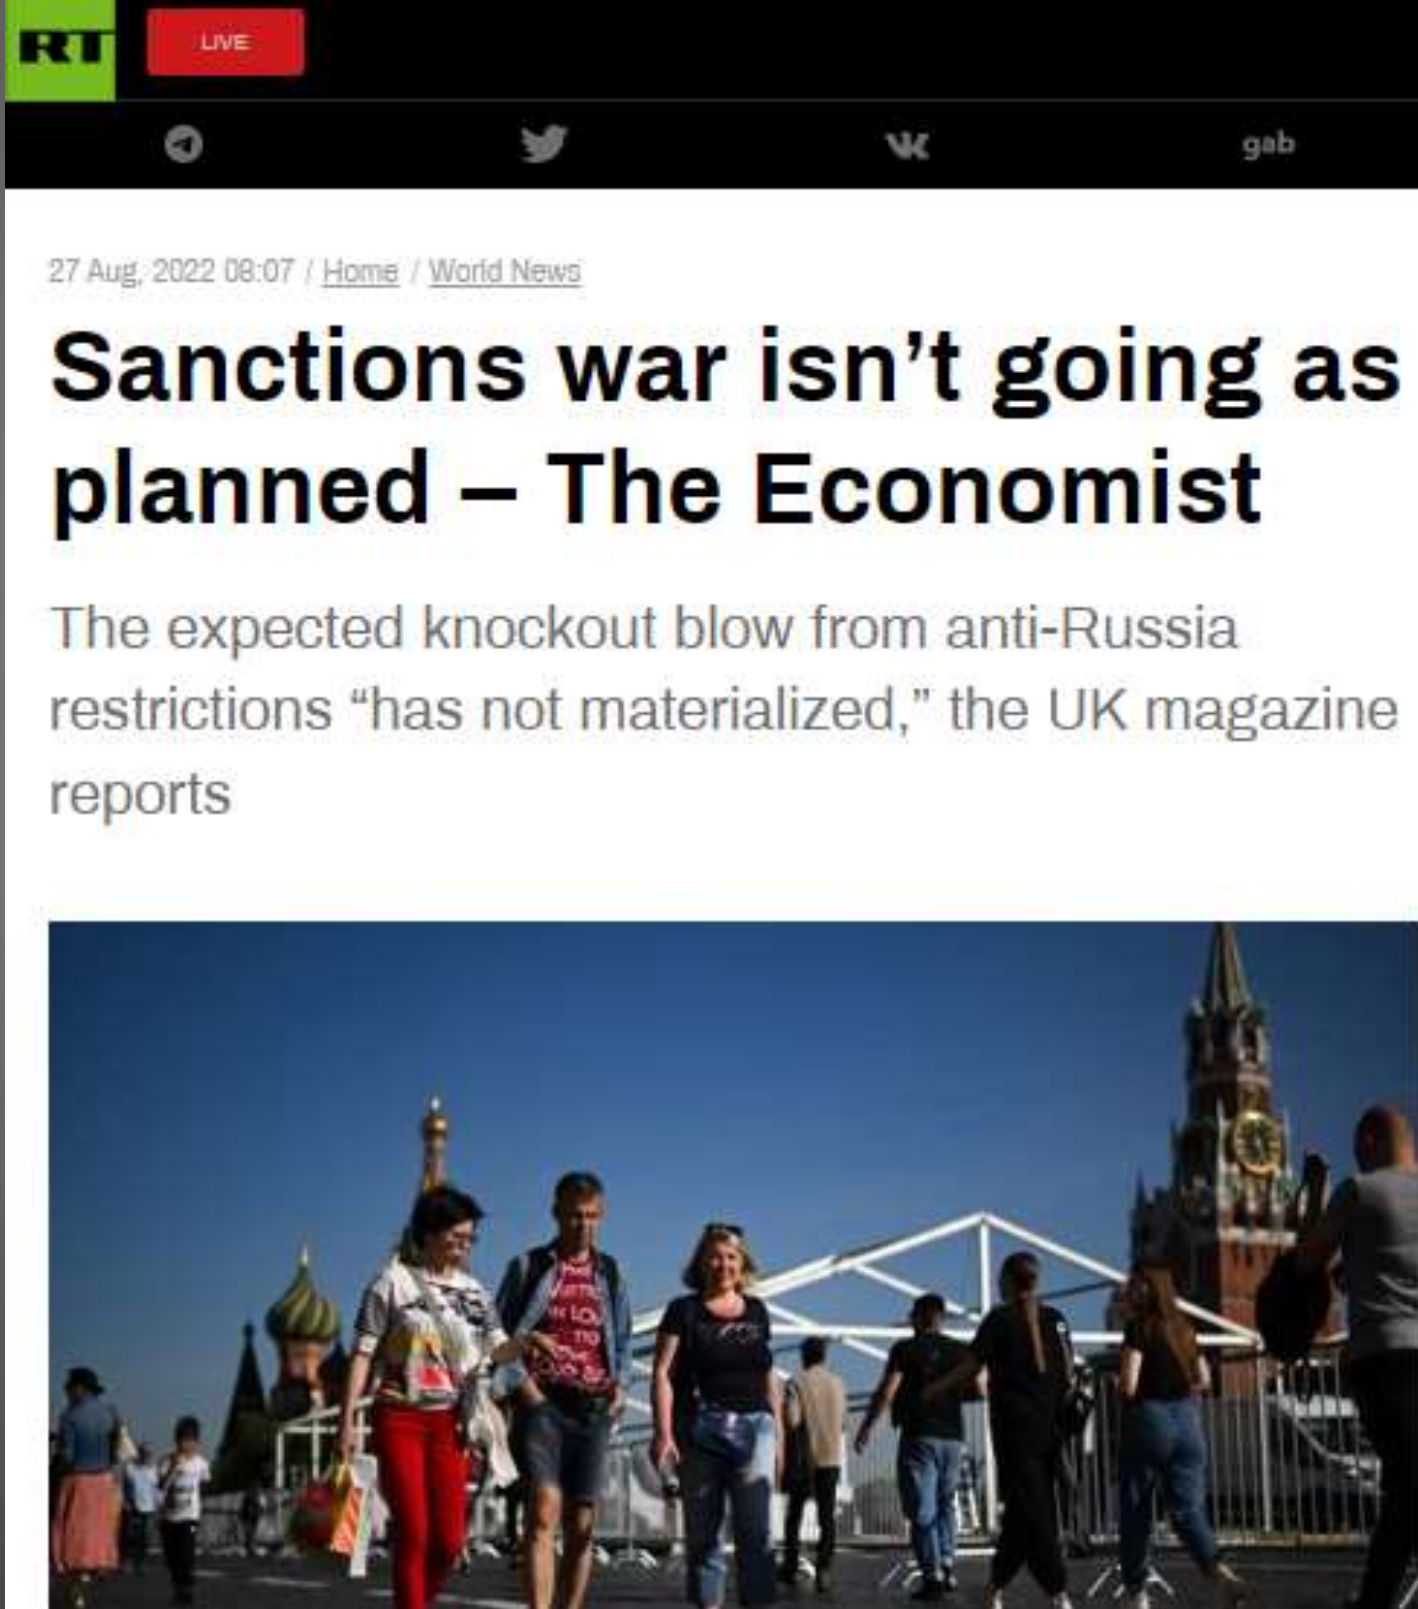 RT
LIVE
gab
27 Aug, 2022 08:07 / Home / World News
Sanctions war isn’t going as
planned – The Economist
The expected knockout blow from anti-Russia
restrictions “has not materialized,” the UK magazine
reports